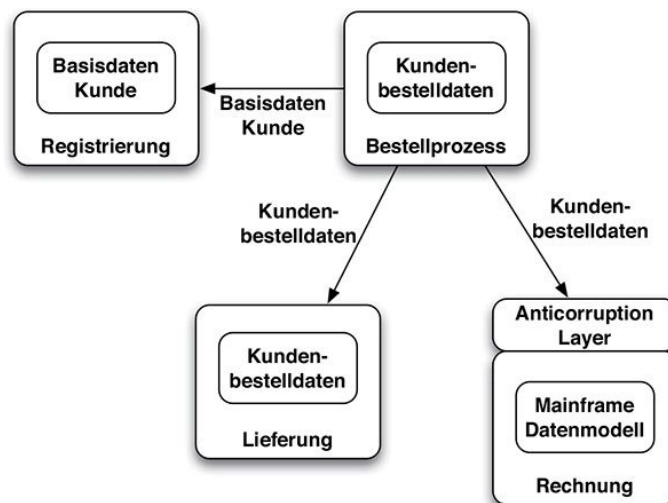 Basisdaten
Kunde
Registrierung
Basisdaten
Kunde
Kunden-
bestelldaten
Bestellprozess
Kunden-
bestelldaten
Kunden-
bestelldaten
Kunden-
bestelldaten
Lieferung
Anticorruption
Layer
Mainframe
Datenmodell
Rechnung